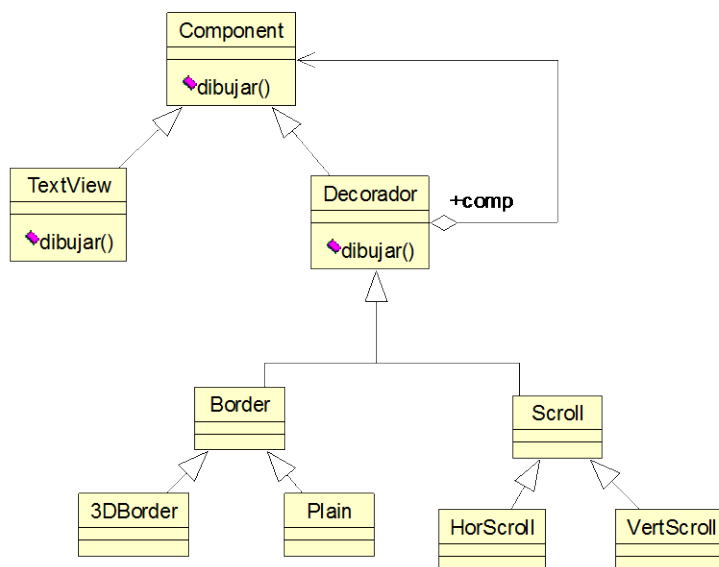 Component
dibujar()
TextView
dibujar()
Decorador
+comp
dibujar()
Border
Scroll
3DBorder
Plain
HorScroll
VertScroll